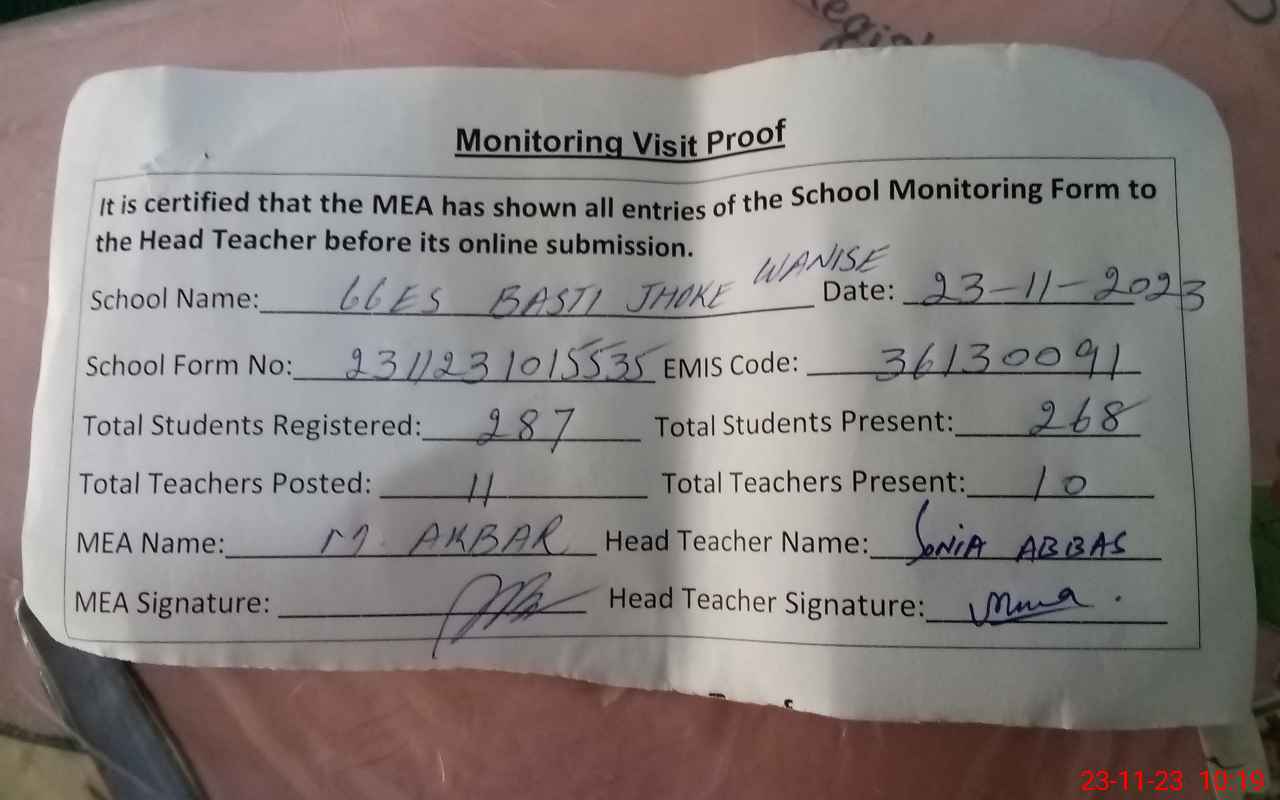 Regist
Monitoring Visit Proof
It is certified that the MEA has shown all entries of the School Monitoring Form to
the Head Teacher before its online submission.
School Name: GGES BASTI JHOKE WANISE Date: 23-11-2023
School Form No: 2311231015535 EMIS Code: 36130091
Total Students Registered: 287 Total Students Present: 268
Total Teachers Posted: 11 Total Teachers Present: 10
MEA Name: M. AKBAR Head Teacher Name: SONIA ABBAS
MEA Signature: Head Teacher Signature:
23-11-23 10:19